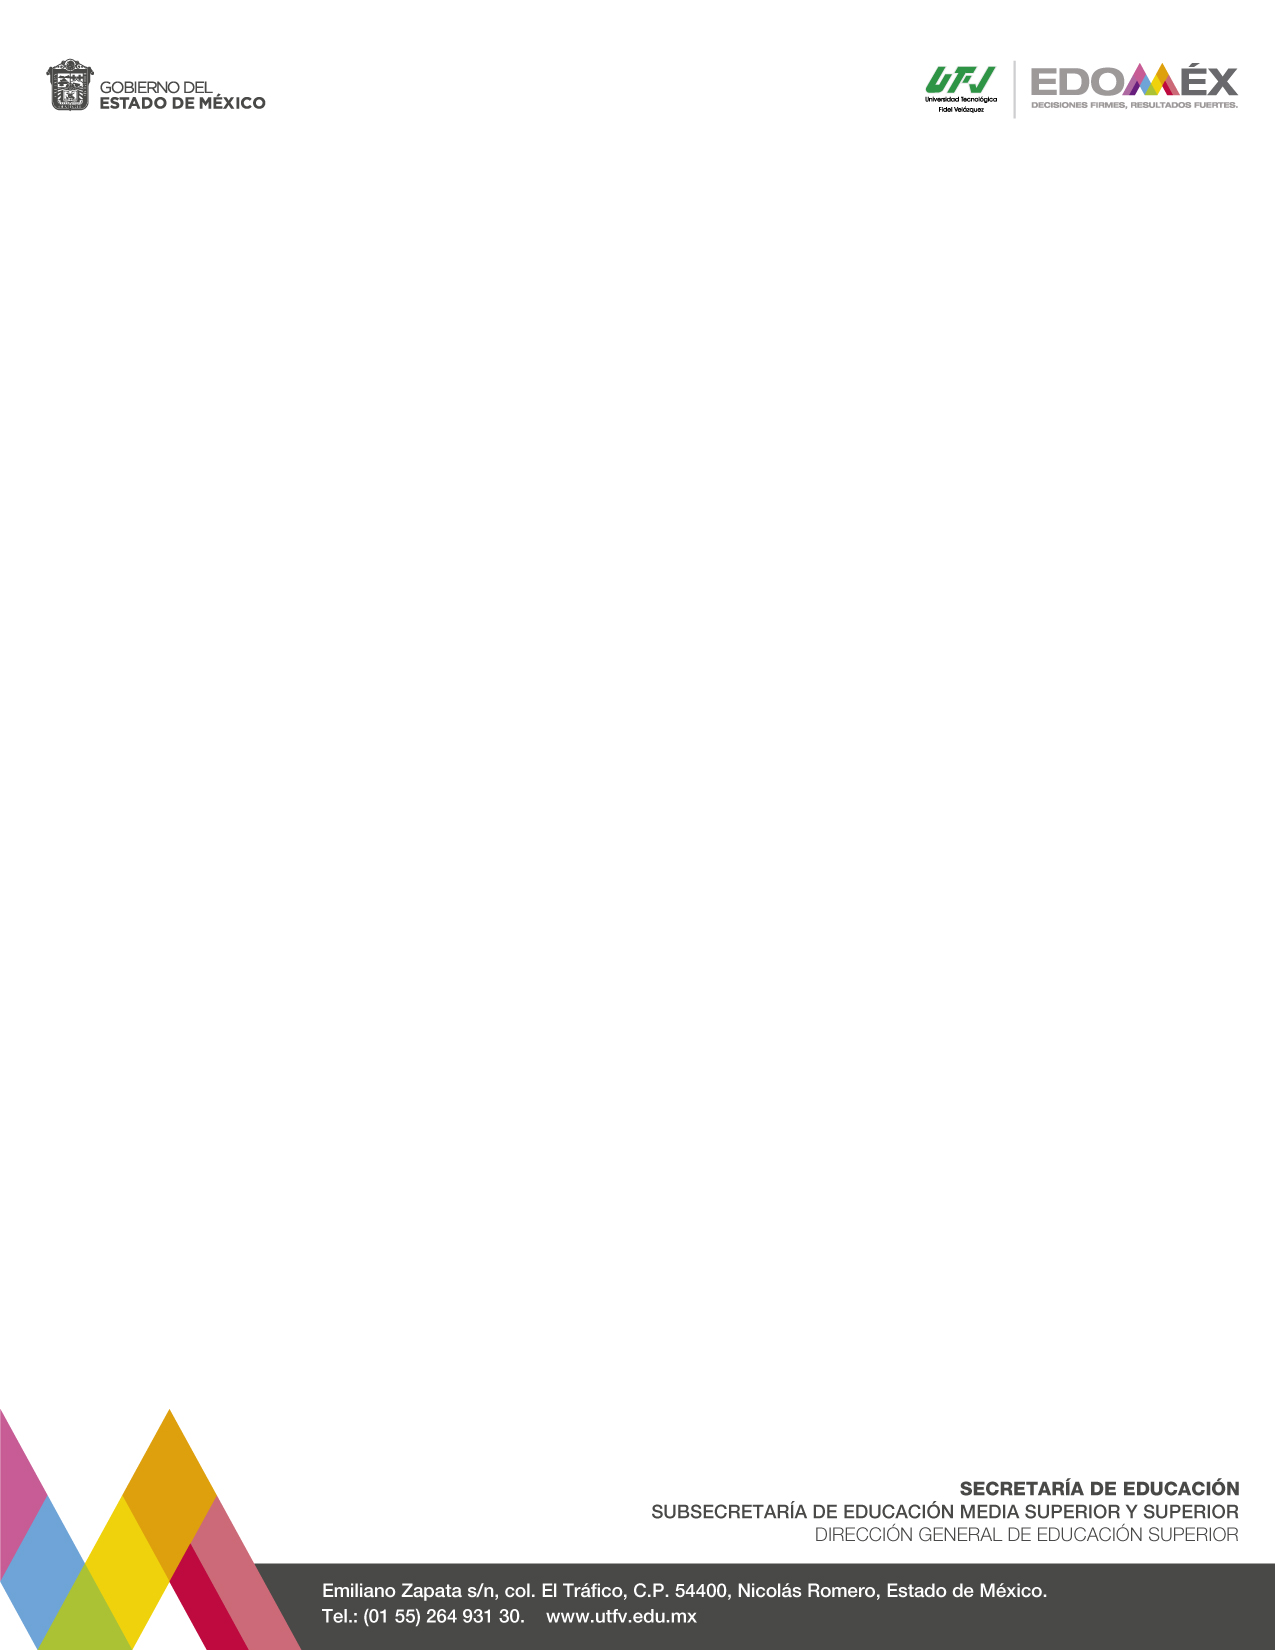 GOBIERNO DEL
ESTADO DE MÉXICO
UTFV
Universidad Tecnológica
Fidel Velázquez
EDOMÉX
DECISIONES FIRMES, RESULTADOS FUERTES.
SECRETARÍA DE EDUCACIÓN
SUBSECRETARÍA DE EDUCACIÓN MEDIA SUPERIOR Y SUPERIOR
DIRECCIÓN GENERAL DE EDUCACIÓN SUPERIOR
Emiliano Zapata s/n, col. El Tráfico, C.P. 54400, Nicolás Romero, Estado de México.
Tel.: (01 55) 264 931 30. www.utfv.edu.mx